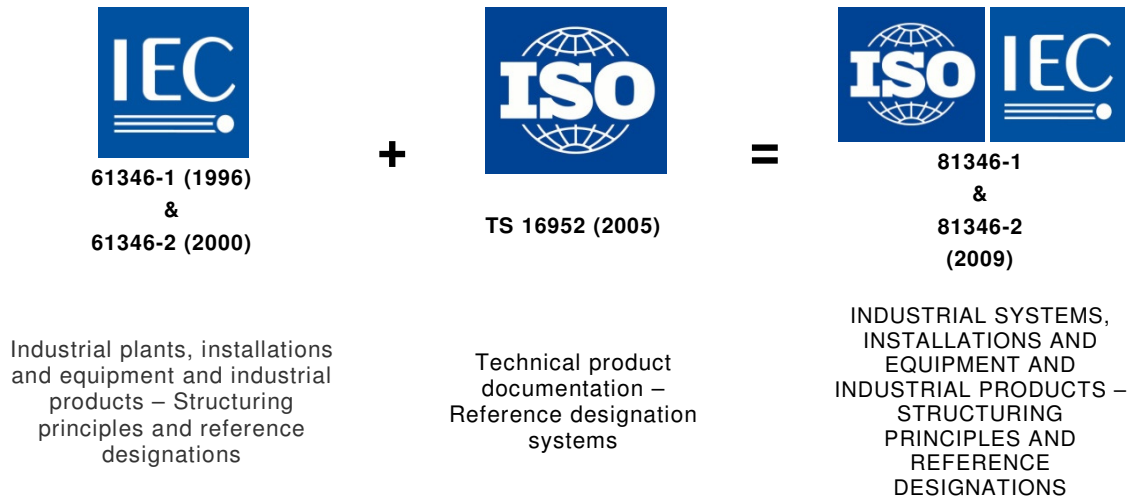 IEC
61346-1 (1996)
&
61346-2 (2000)
Industrial plants, installations
and equipment and industrial
products – Structuring
principles and reference
designations
+
ISO
TS 16952 (2005)
Technical product
documentation –
Reference designation
systems
=
ISO
IEC
81346-1
&
81346-2
(2009)
INDUSTRIAL SYSTEMS,
INSTALLATIONS AND
EQUIPMENT AND
INDUSTRIAL PRODUCTS –
STRUCTURING
PRINCIPLES AND
REFERENCE
DESIGNATIONS